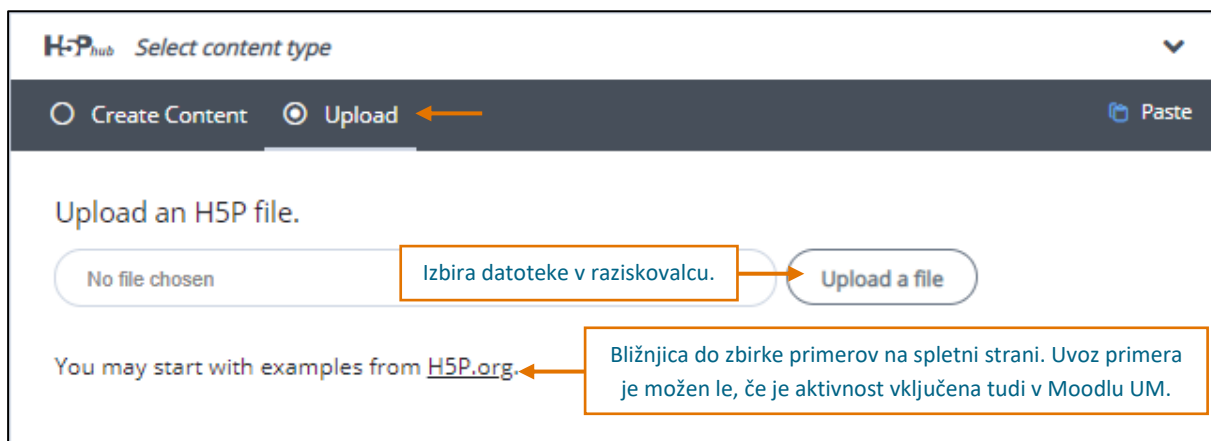 H5Phub Select content type
Create Content Upload Paste
Upload an H5P file.
No file chosen
Izbira datoteke v raziskovalcu.
Upload a file
You may start with examples from H5P.org.
Bližnjica do zbirke primerov na spletni strani. Uvoz primera
je možen le, če je aktivnost vključena tudi v Moodlu UM.